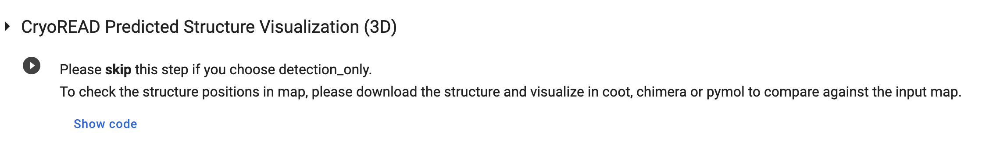 CryoREAD Predicted Structure Visualization (3D)
Please skip this step if you choose detection_only.
To check the structure positions in map, please download the structure and visualize in coot, chimera or pymol to compare against the input map.
Show code